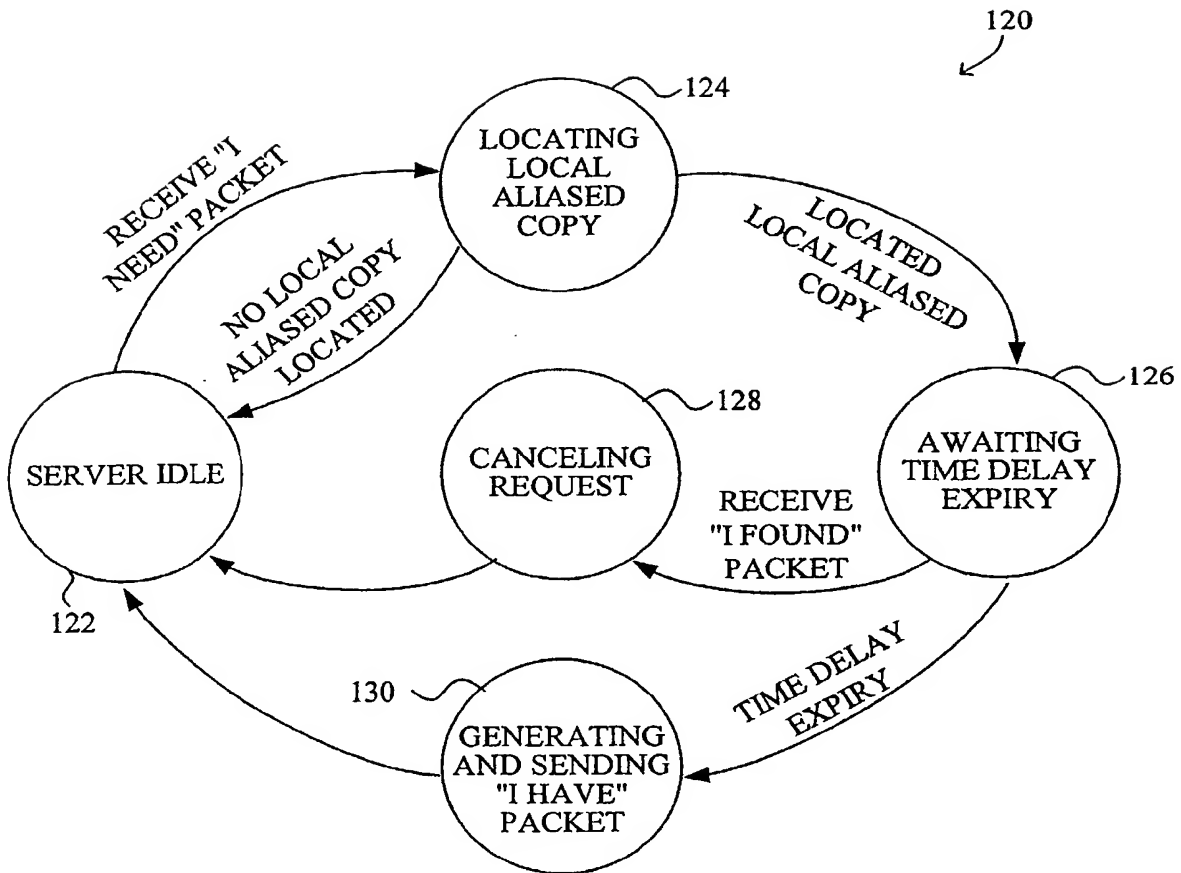 120
124
LOCATING
LOCAL
ALIASED
COPY
RECEIVE "I
NEED" PACKET
NO LOCAL
ALIASED COPY
LOCATED
LOCATED
LOCAL ALIASED
COPY
126
128
SERVER IDLE
CANCELING
REQUEST
AWAITING
TIME DELAY
EXPIRY
RECEIVE
"I FOUND"
PACKET
122
130
TIME DELAY
EXPIRY
GENERATING
AND SENDING
"I HAVE"
PACKET